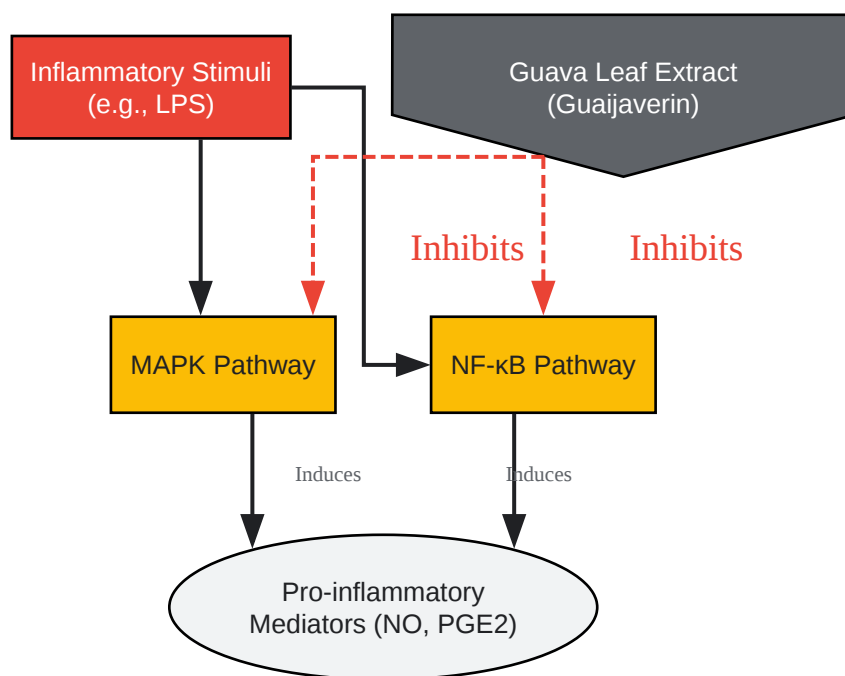 Inflammatory Stimuli
(e.g., LPS)
Guava Leaf Extract
(Guaijaverin)
Inhibits
Inhibits
MAPK Pathway
NF-κB Pathway
Induces
Induces
Pro-inflammatory
Mediators (NO, PGE2)